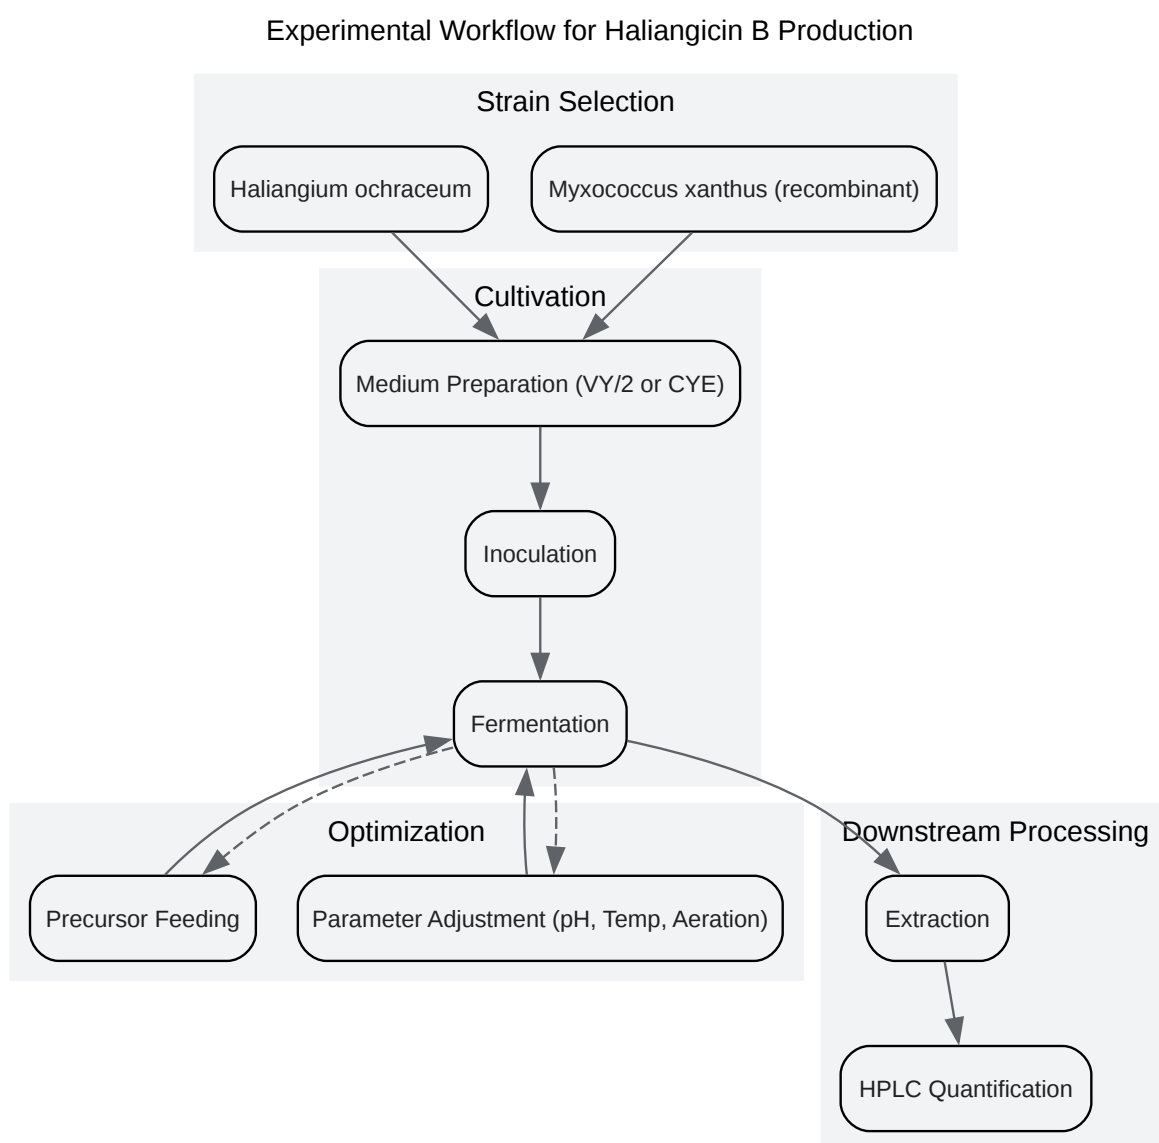 Experimental Workflow for Haliangicin B Production
Strain Selection
Haliangium ochraceum
Myxococcus xanthus (recombinant)
Cultivation
Medium Preparation (VY/2 or CYE)
Inoculation
Fermentation
Optimization
Downstream Processing
Precursor Feeding
Parameter Adjustment (pH, Temp, Aeration)
Extraction
HPLC Quantification